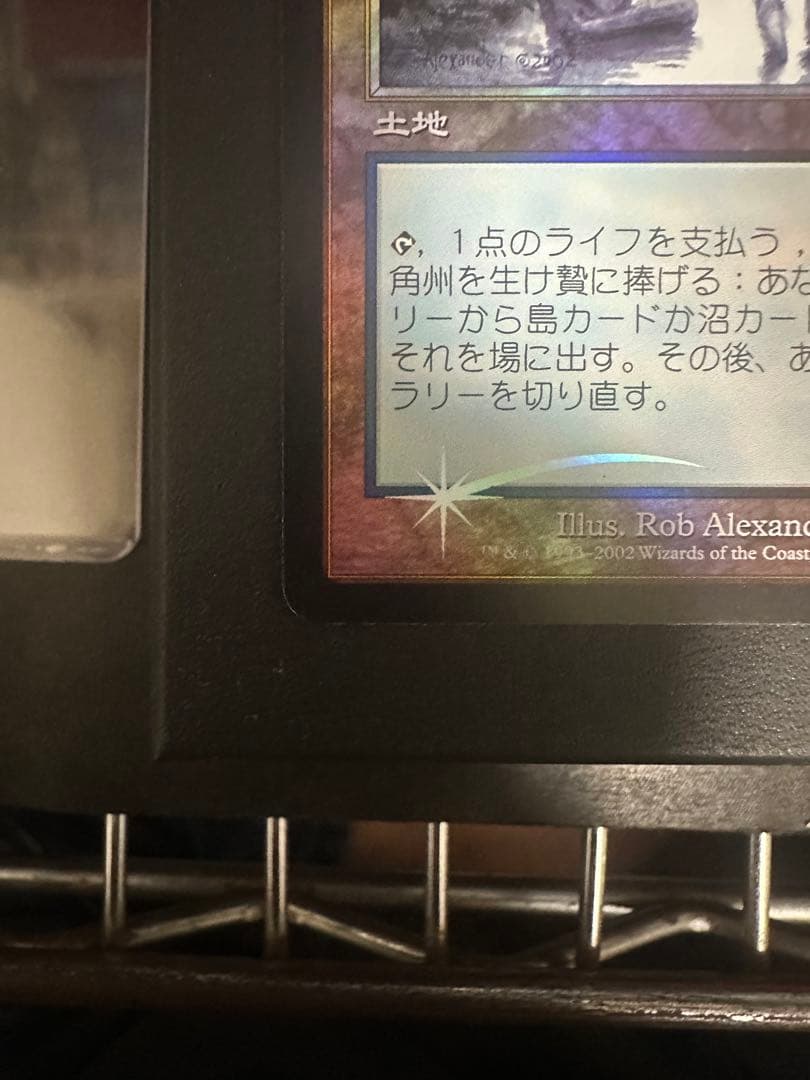 Alexander ©2002
土地
, 1点のライフを支払う,
角州を生け贄に捧げる：あな
リーから島カードか沼カード
それを場に出す。その後、あ
ラリーを切り直す。
Illus. Rob Alexand
™ & © 1993–2002 Wizards of the Coast